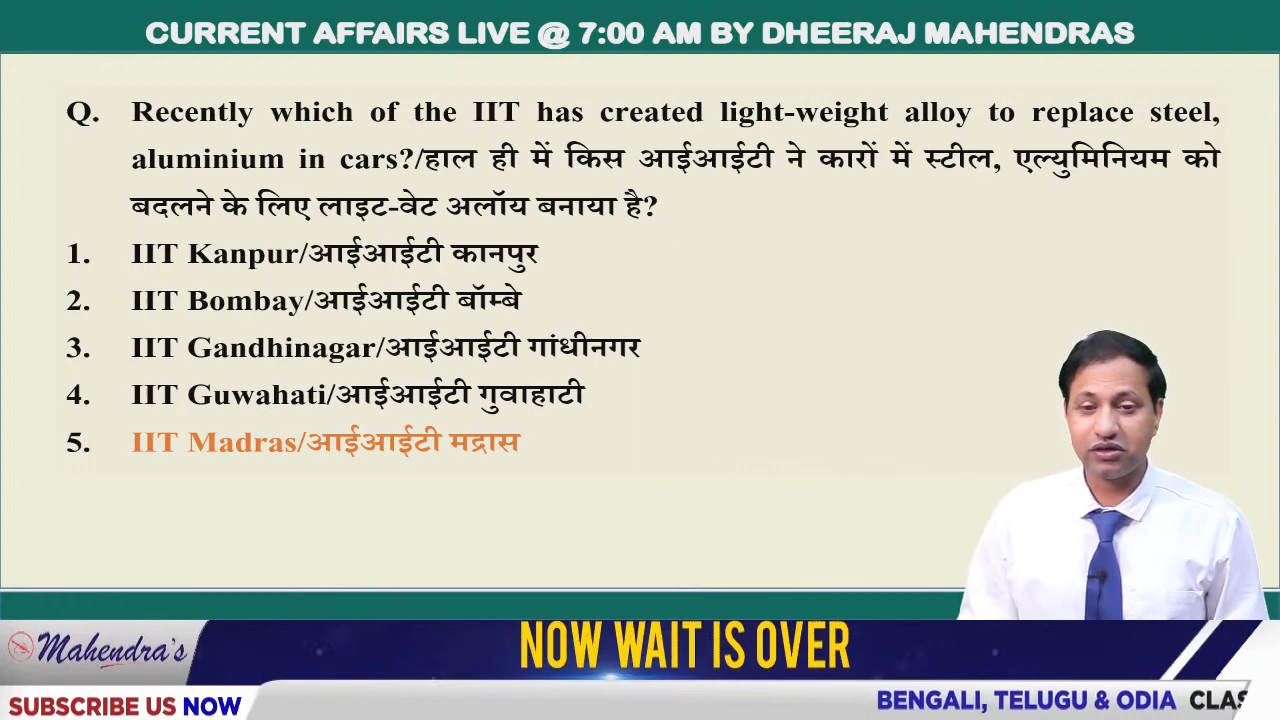 CURRENT AFFAIRS LIVE @ 7:00 AM BY DHEERAJ MAHENDRAS
Q. Recently which of the IIT has created light-weight alloy to replace steel,
aluminium in cars?/हाल ही में किस आईआईटी ने कारों में स्टील, एल्युमिनियम को
बदलने के लिए लाइट-वेट अलॉय बनाया है?
1. IIT Kanpur/आईआईटी कानपुर
2. IIT Bombay/आईआईटी बॉम्बे
3. IIT Gandhinagar/आईआईटी गांधीनगर
4. IIT Guwahati/आईआईटी गुवाहाटी
5. IIT Madras/आईआईटी मद्रास
Mahendra's
NOW WAIT IS OVER
SUBSCRIBE US NOW
BENGALI, TELUGU & ODIA CLAS